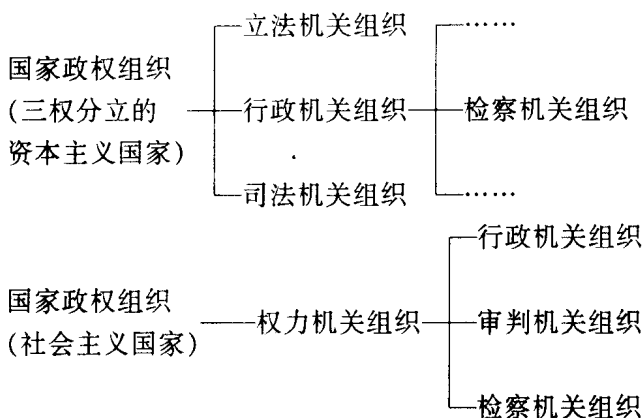 立法机关组织 ……
国家政权组织
(三权分立的 行政机关组织 检察机关组织
资本主义国家)
司法机关组织 ……
行政机关组织
国家政权组织
(社会主义国家) 权力机关组织 审判机关组织
检察机关组织